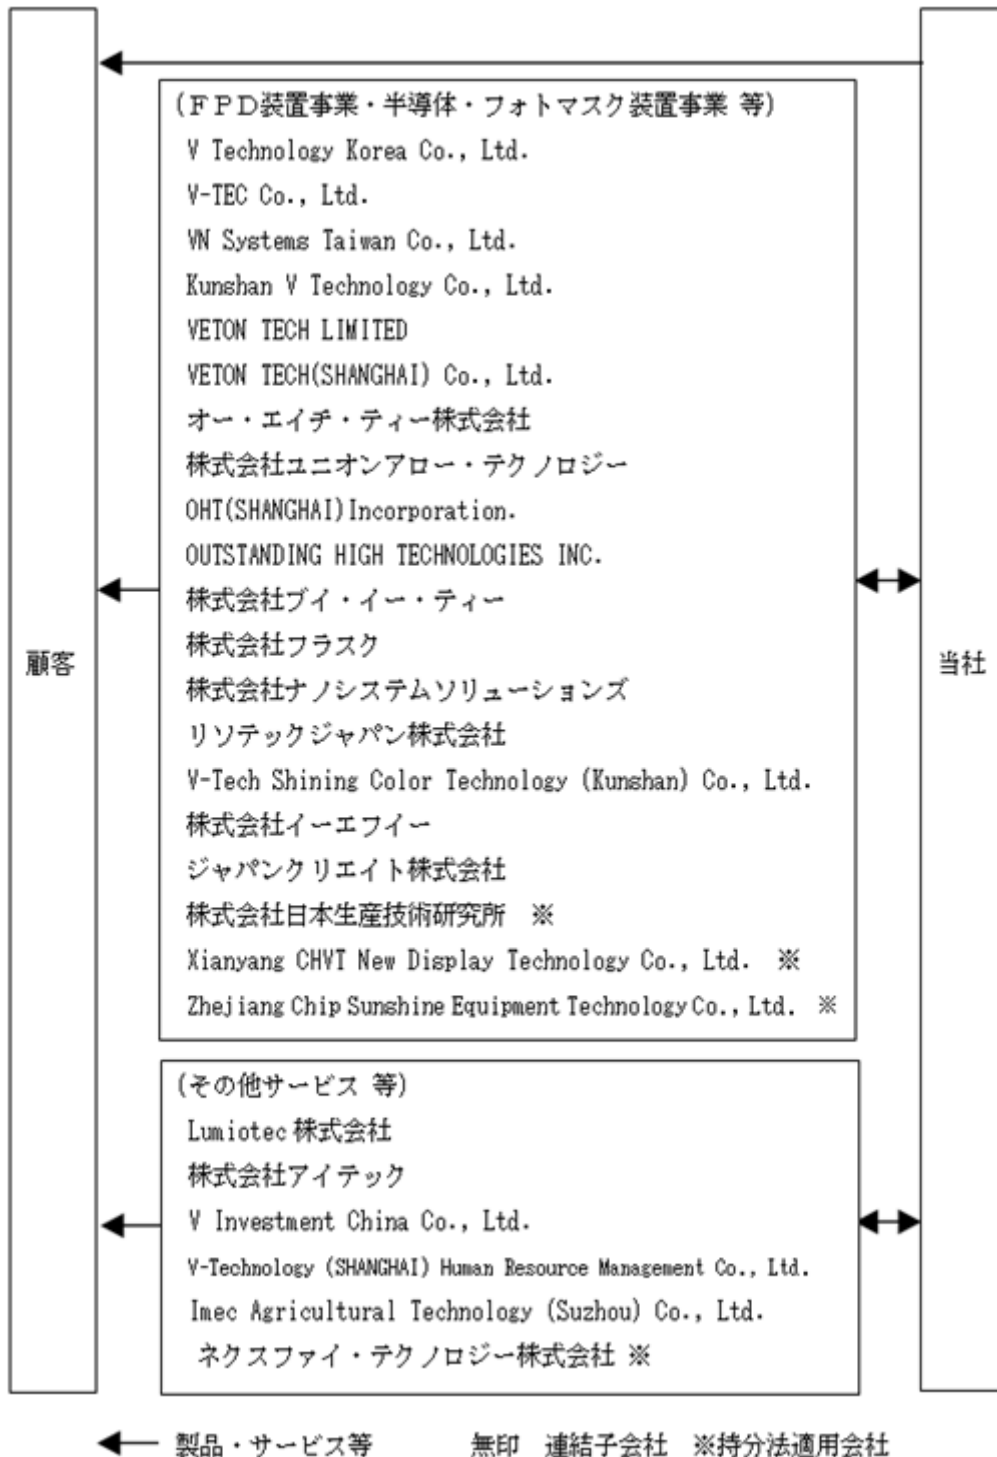 (ＦＰＤ装置事業・半導体・フォトマスク装置事業 等)
V Technology Korea Co., Ltd.
V-TEC Co., Ltd.
VN Systems Taiwan Co., Ltd.
Kunshan V Technology Co., Ltd.
VETON TECH LIMITED
VETON TECH(SHANGHAI) Co., Ltd.
オー・エイチ・ティー株式会社
株式会社ユニオンアロー・テクノロジー
OHT(SHANGHAI)Incorporation.
OUTSTANDING HIGH TECHNOLOGIES INC.
株式会社ブイ・イー・ティー
株式会社フラスク
顧客
当社
株式会社ナノシステムソリューションズ
リソテックジャパン株式会社
V-Tech Shining Color Technology (Kunshan) Co., Ltd.
株式会社イーエフイー
ジャパンクリエイト株式会社
株式会社日本生産技術研究所　※
Xianyang CHVT New Display Technology Co., Ltd.　※
Zhejiang Chip Sunshine Equipment Technology Co., Ltd.　※
(その他サービス 等)
Lumiotec 株式会社
株式会社アイテック
V Investment China Co., Ltd.
V-Technology (SHANGHAI) Human Resource Management Co., Ltd.
Imec Agricultural Technology (Suzhou) Co., Ltd.
ネクスファイ・テクノロジー株式会社 ※
製品・サービス等　　　無印　連結子会社　※持分法適用会社